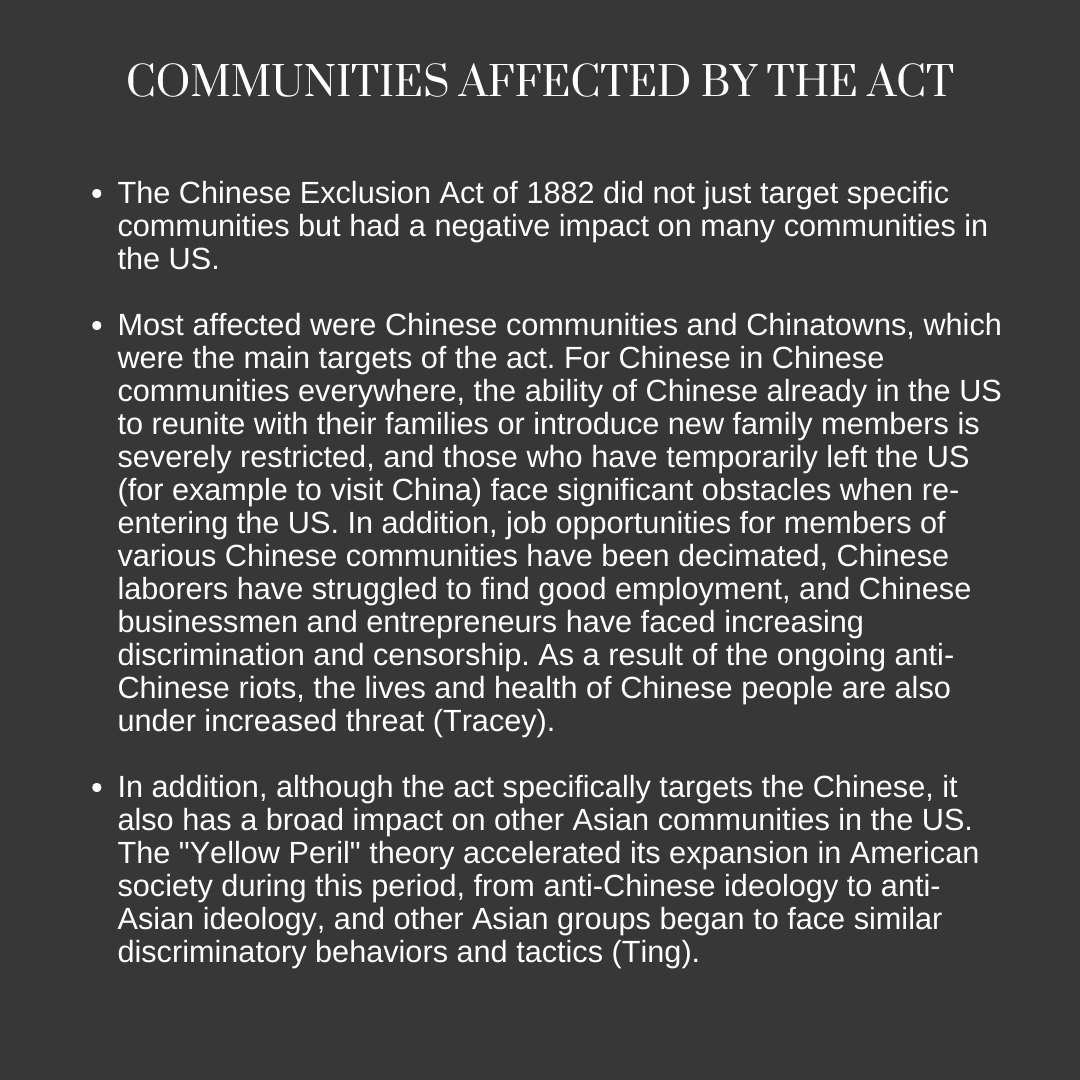 COMMUNITIES AFFECTED BY THE ACT
• The Chinese Exclusion Act of 1882 did not just target specific
communities but had a negative impact on many communities in
the US.
• Most affected were Chinese communities and Chinatowns, which
were the main targets of the act. For Chinese in Chinese
communities everywhere, the ability of Chinese already in the US
to reunite with their families or introduce new family members is
severely restricted, and those who have temporarily left the US
(for example to visit China) face significant obstacles when re-
entering the US. In addition, job opportunities for members of
various Chinese communities have been decimated, Chinese
laborers have struggled to find good employment, and Chinese
businessmen and entrepreneurs have faced increasing
discrimination and censorship. As a result of the ongoing anti-
Chinese riots, the lives and health of Chinese people are also
under increased threat (Tracey).
• In addition, although the act specifically targets the Chinese, it
also has a broad impact on other Asian communities in the US.
The "Yellow Peril" theory accelerated its expansion in American
society during this period, from anti-Chinese ideology to anti-
Asian ideology, and other Asian groups began to face similar
discriminatory behaviors and tactics (Ting).